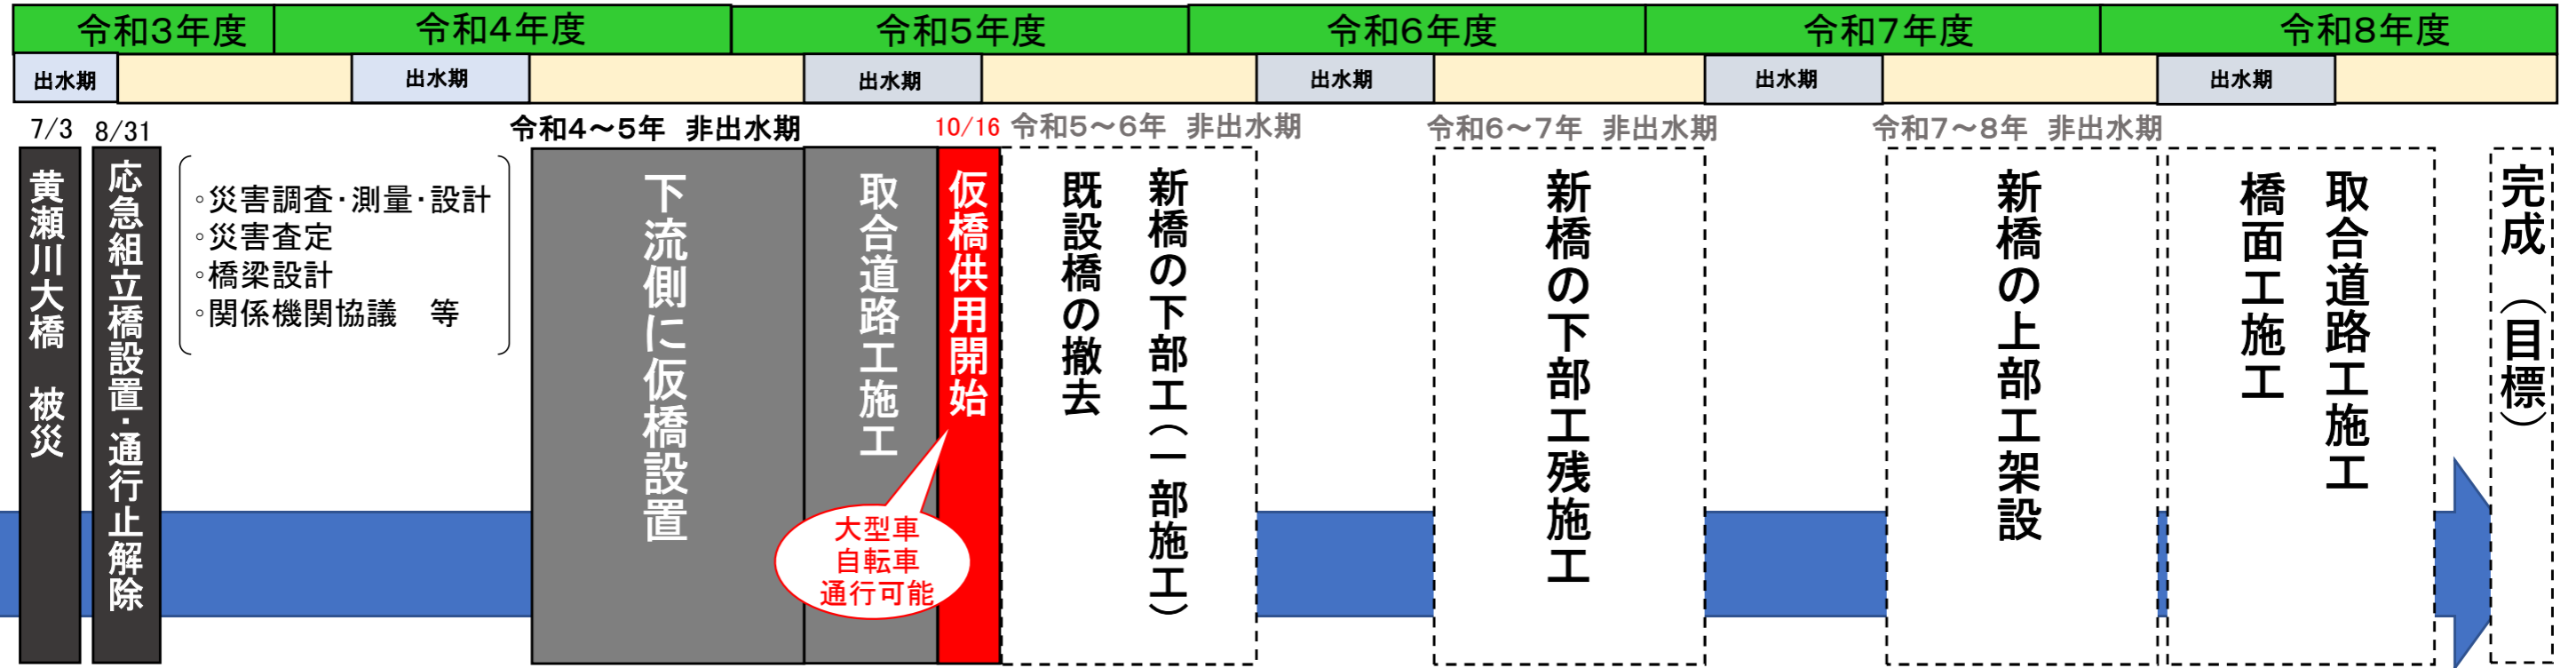 令和3年度
令和4年度
令和5年度
令和6年度
令和7年度
令和8年度
出水期
出水期
出水期
出水期
出水期
出水期
7/3
8/31
令和4～5年 非出水期
10/16
令和5～6年 非出水期
令和6～7年 非出水期
令和7～8年 非出水期
黄瀬川大橋 被災
応急組立橋設置・通行止解除
◦災害調査・測量・設計
◦災害査定
◦橋梁設計
◦関係機関協議 等
下流側に仮橋設置
取合道路工施工
仮橋供用開始
大型車
自転車
通行可能
新橋の下部工（一部施工）
既設橋の撤去
新橋の下部工残施工
新橋の上部工架設
取合道路工施工
橋面工施工
完成（目標）